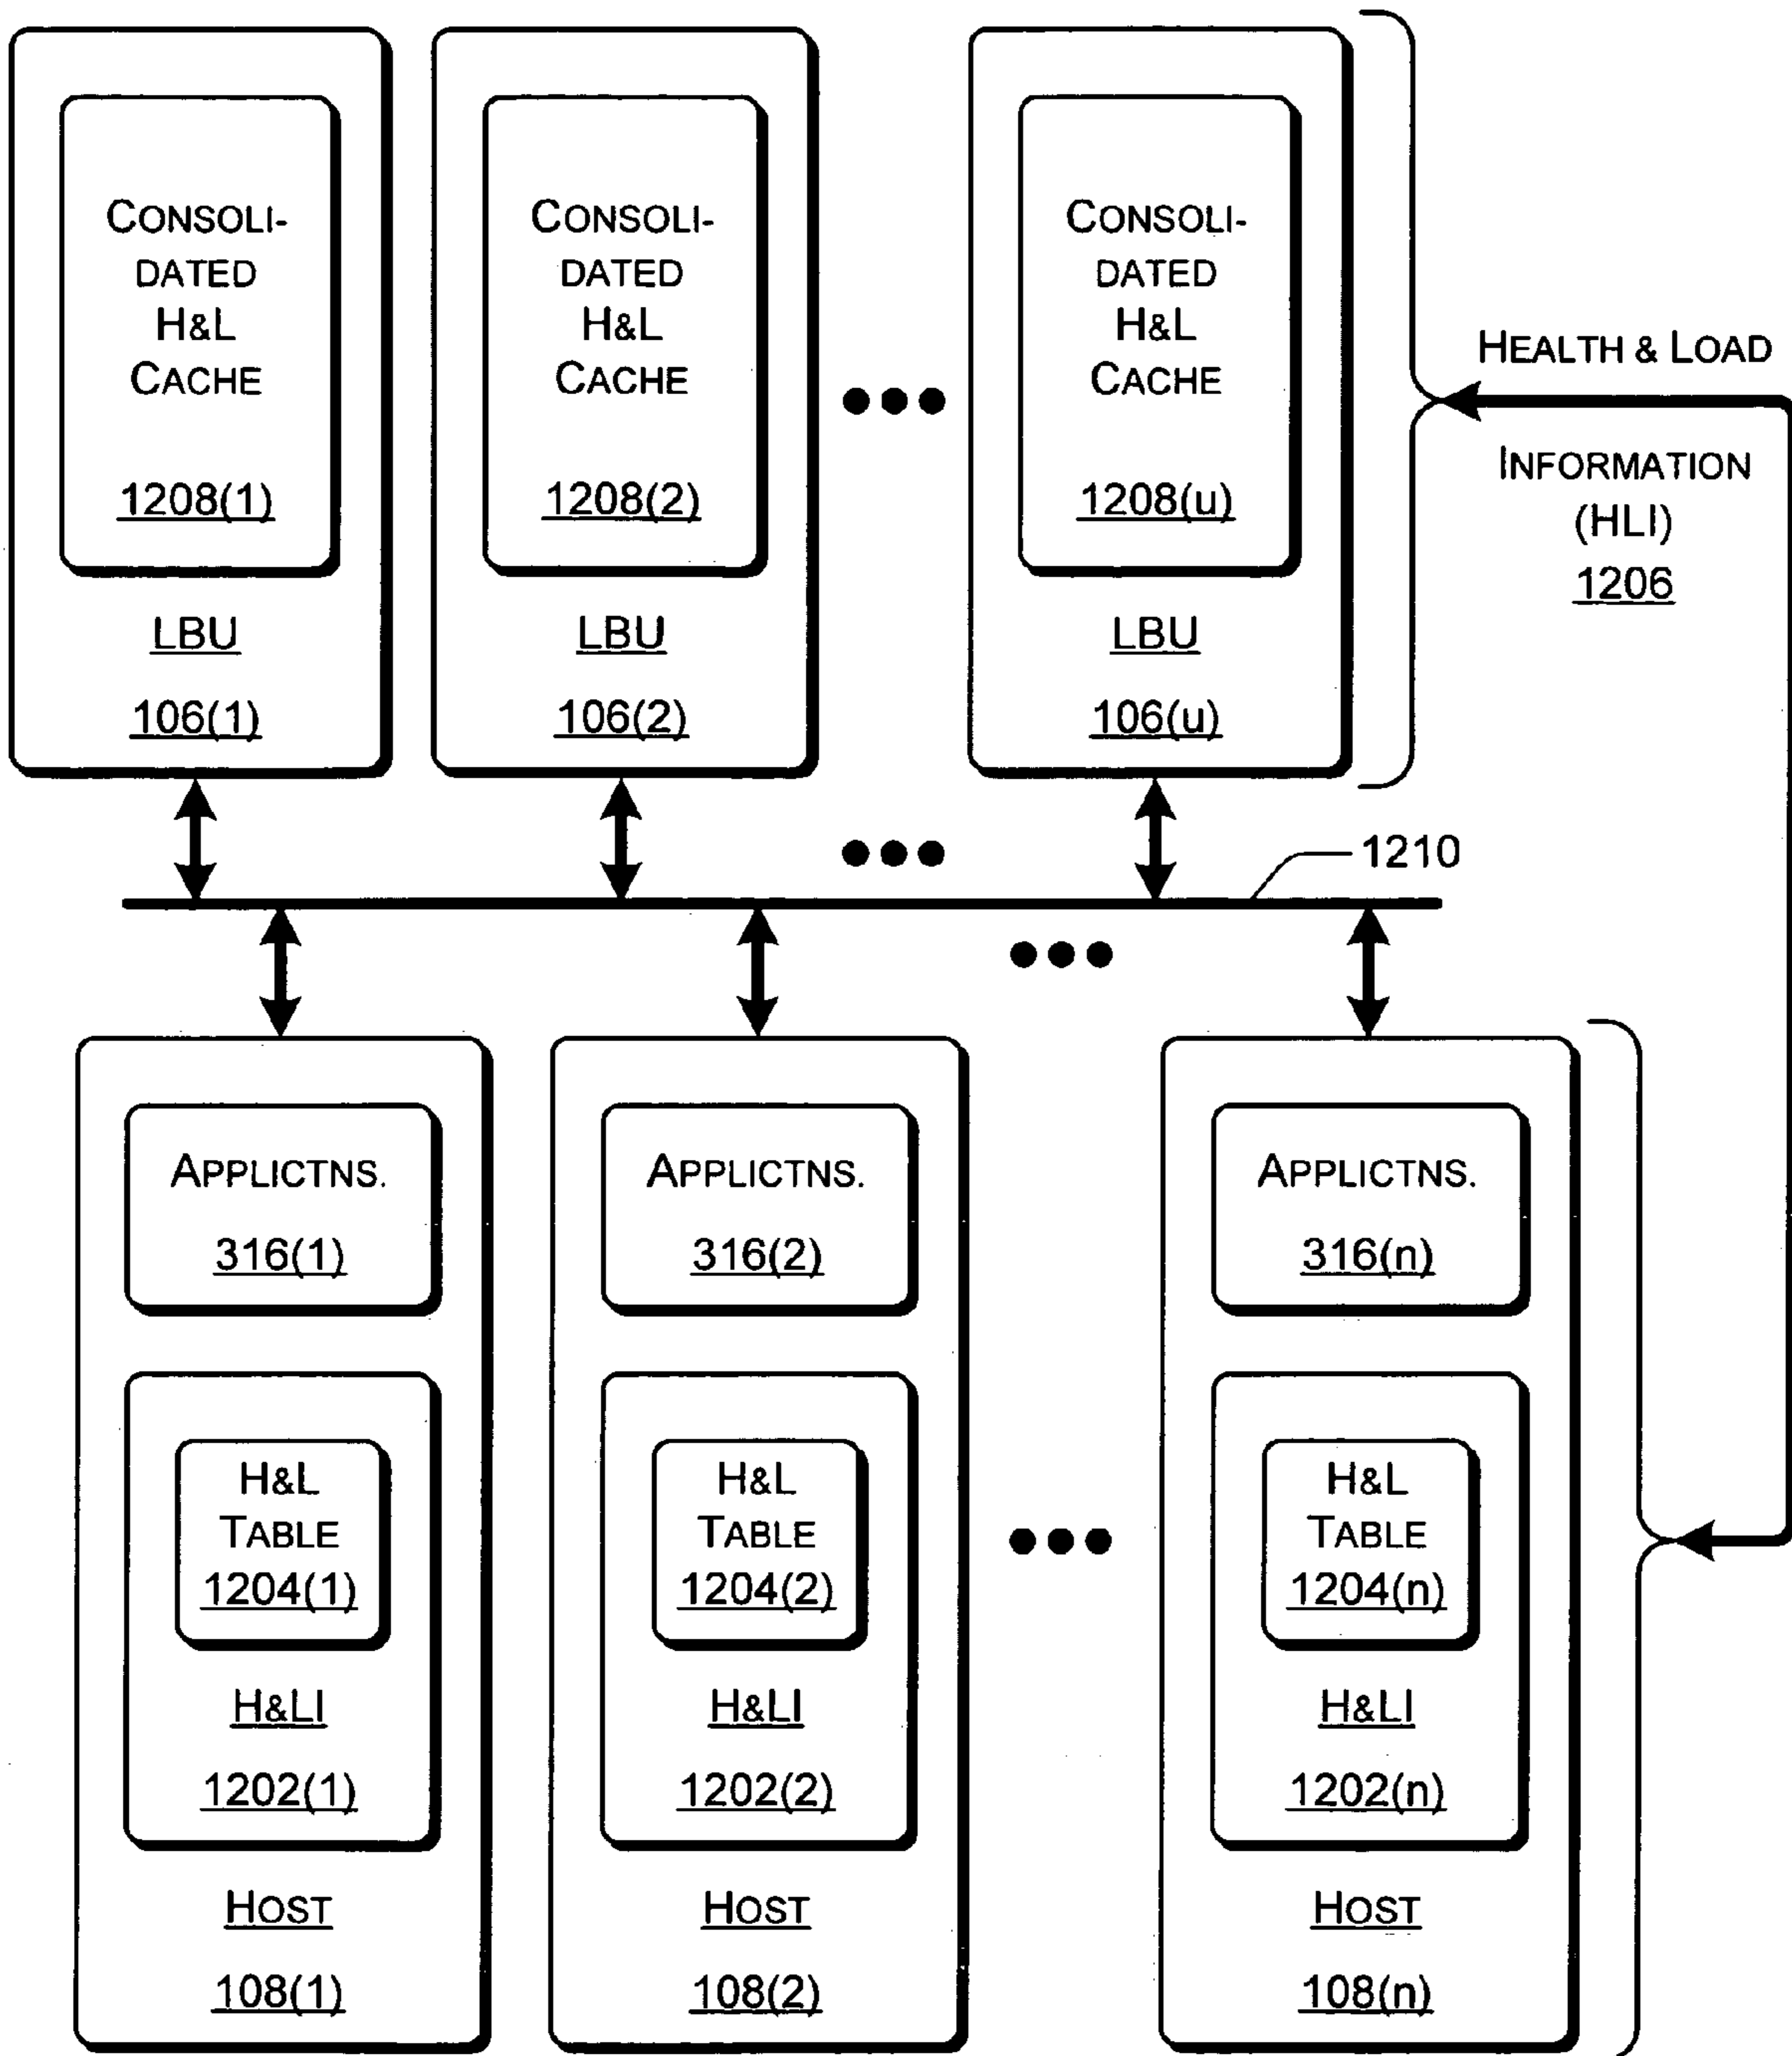 CONSOLI-
DATED
H&L
CACHE
1208(1)
LBU
106(1)
CONSOLI-
DATED
H&L
CACHE
1208(2)
LBU
106(2)
CONSOLI-
DATED
H&L
CACHE
1208(u)
LBU
106(u)
HEALTH & LOAD
INFORMATION
(HLI)
1206
1210
APPLICTNS.
316(1)
H&L
TABLE
1204(1)
H&LI
1202(1)
HOST
108(1)
APPLICTNS.
316(2)
H&L
TABLE
1204(2)
H&LI
1202(2)
HOST
108(2)
APPLICTNS.
316(n)
H&L
TABLE
1204(n)
H&LI
1202(n)
HOST
108(n)